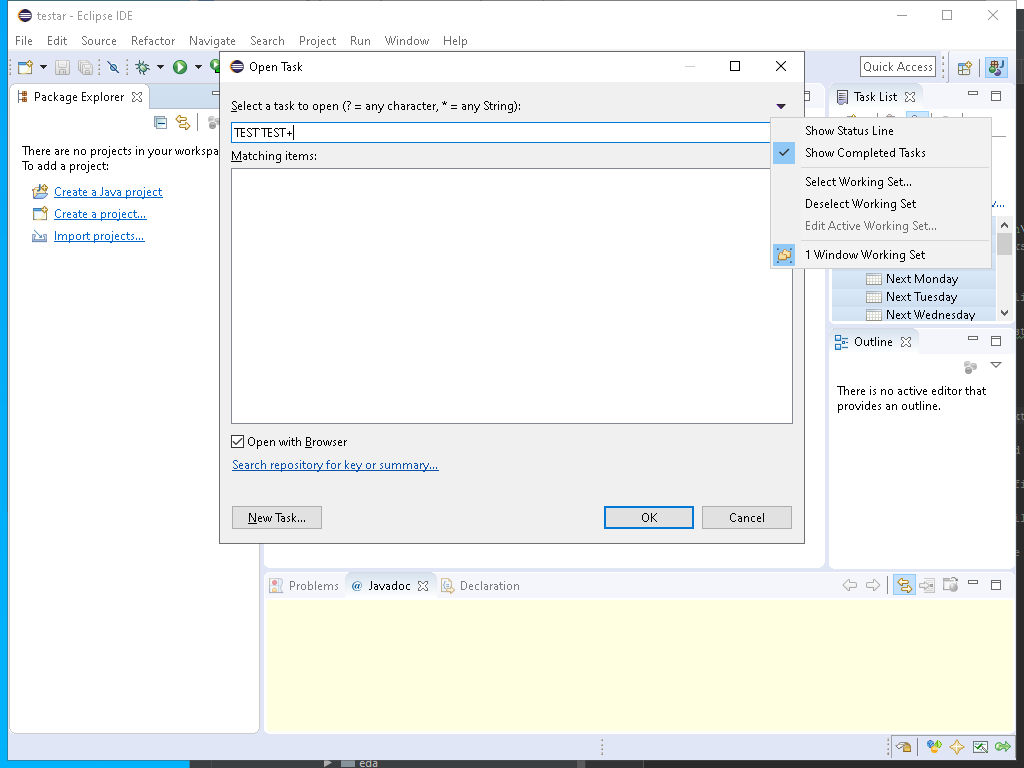 testar - Eclipse IDE
File Edit Source Refactor Navigate Search Project Run Window Help
Quick Access
Package Explorer
There are no projects in your workspa
To add a project:
Create a Java project
Create a project...
Import projects...
Open Task
Select a task to open (? = any character, * = any String):
TESTTEST+
Matching items:
Open with Browser
Search repository for key or summary...
New Task...
OK
Cancel
Task List
Show Status Line
Show Completed Tasks
Select Working Set...
Deselect Working Set
Edit Active Working Set...
1 Window Working Set
Next Monday
Next Tuesday
Next Wednesday
Outline
There is no active editor that
provides an outline.
Problems
@ Javadoc
Declaration
eda